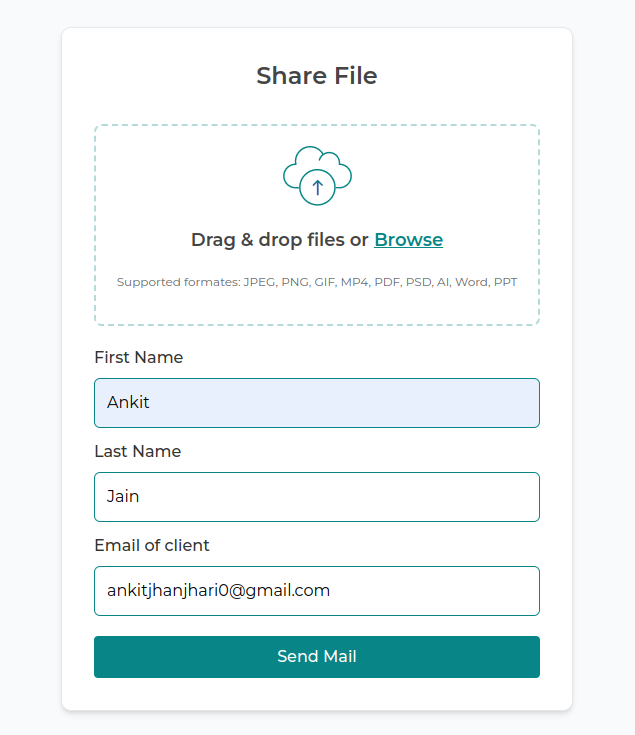 Share File
Drag & drop files or Browse
Supported formates: JPEG, PNG, GIF, MP4, PDF, PSD, AI, Word, PPT
First Name
Ankit
Last Name
Jain
Email of client
ankitjhanjhari0@gmail.com
Send Mail